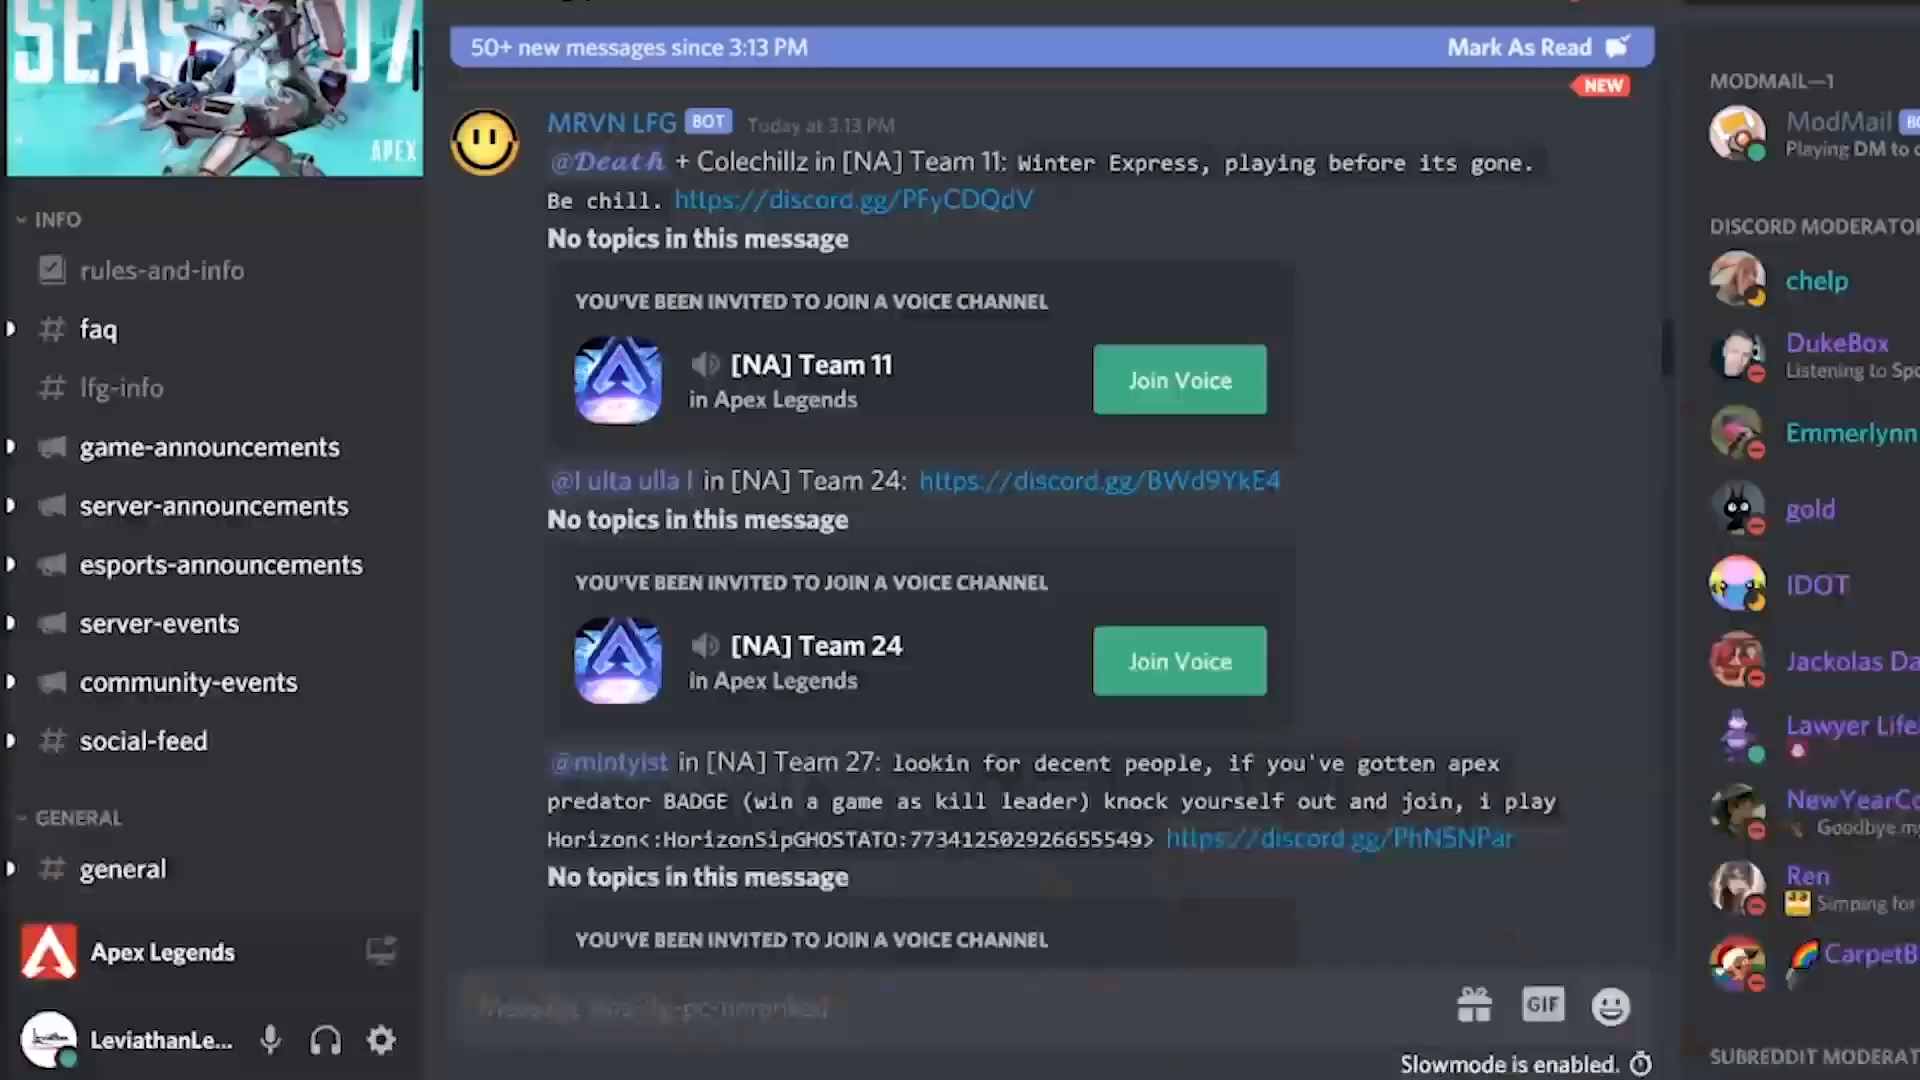 SEAS
07
APEX
INFO
rules-and-info
faq
lfg-info
game-announcements
server-announcements
esports-announcements
server-events
community-events
social-feed
GENERAL
general
Apex Legends
LeviathanLe...
50+ new messages since 3:13 PM
Mark As Read
NEW
MRVN LFG BOT Today at 3:13 PM
@Death + Colechillz in [NA] Team 11: Winter Express, playing before its gone.
Be chill. https://discord.gg/PFyCDQdV
No topics in this message
YOU'VE BEEN INVITED TO JOIN A VOICE CHANNEL
[NA] Team 11
in Apex Legends
Join Voice
@l ulta ulla l in [NA] Team 24: https://discord.gg/BWd9YkE4
No topics in this message
YOU'VE BEEN INVITED TO JOIN A VOICE CHANNEL
[NA] Team 24
in Apex Legends
Join Voice
@mintyist in [NA] Team 27: lookin for decent people, if you've gotten apex
predator BADGE (win a game as kill leader) knock yourself out and join, i play
Horizon<:HorizonSipGHOSTATO:773412502926655549> https://discord.gg/PhN5NPar
No topics in this message
YOU'VE BEEN INVITED TO JOIN A VOICE CHANNEL
Message
GIF
Slowmode is enabled.
MODMAIL—1
ModMail BO
Playing DM to c
DISCORD MODERATO
chelp
DukeBox
Listening to Spo
Emmerlynn
gold
IDOT
Jackolas Da
Lawyer Life
NewYearCo
Goodbye my
Ren
Simping for
CarpetB
SUBREDDIT MODERAT